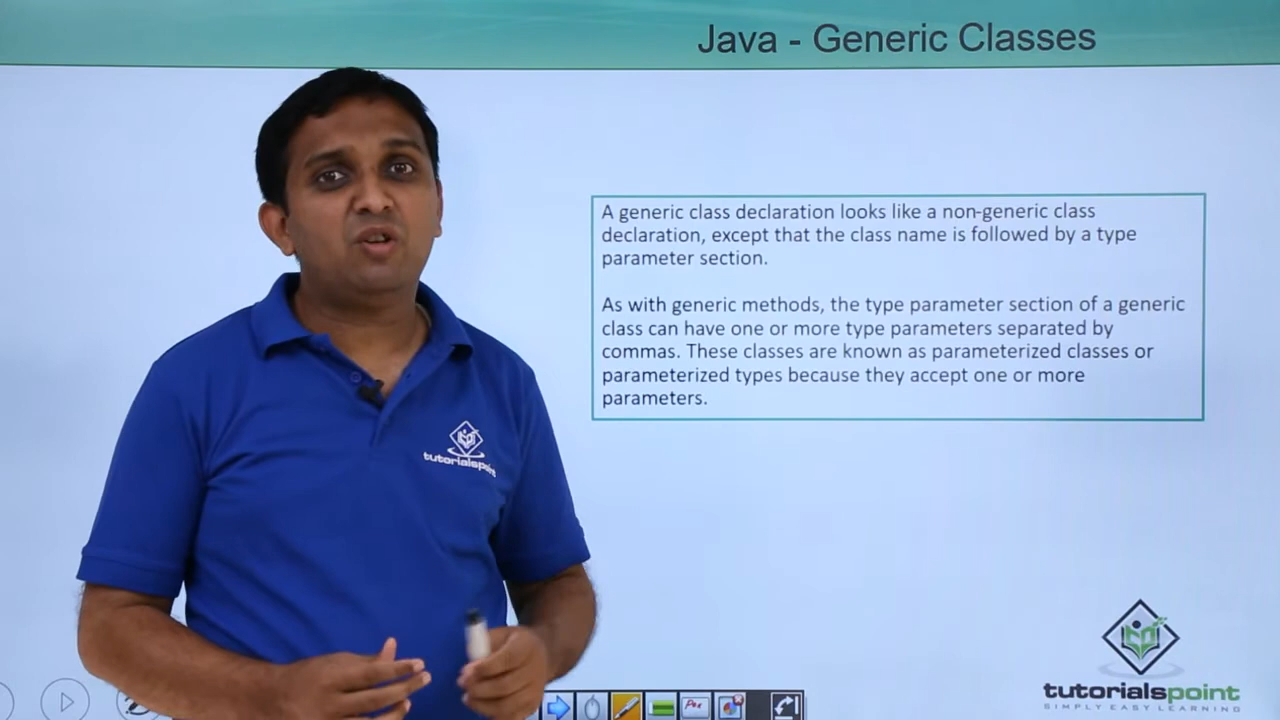 Java - Generic Classes
A generic class declaration looks like a non-generic class
declaration, except that the class name is followed by a type
parameter section.
As with generic methods, the type parameter section of a generic
class can have one or more type parameters separated by
commas. These classes are known as parameterized classes or
parameterized types because they accept one or more
parameters.
tutorialspoint
Pen
tutorialspoint
SIMPLY EASY LEARNING